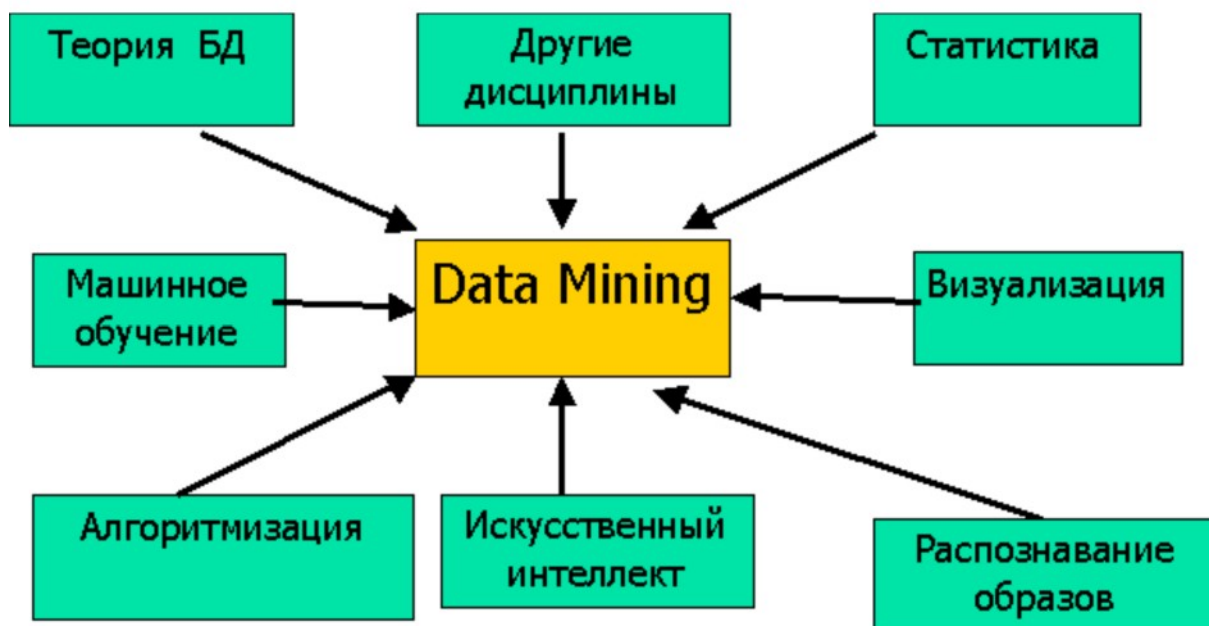 Теория БД
Другие
дисциплины
Статистика
Машинное
обучение
Data Mining
Визуализация
Алгоритмизация
Искусственный
интеллект
Распознавание
образов